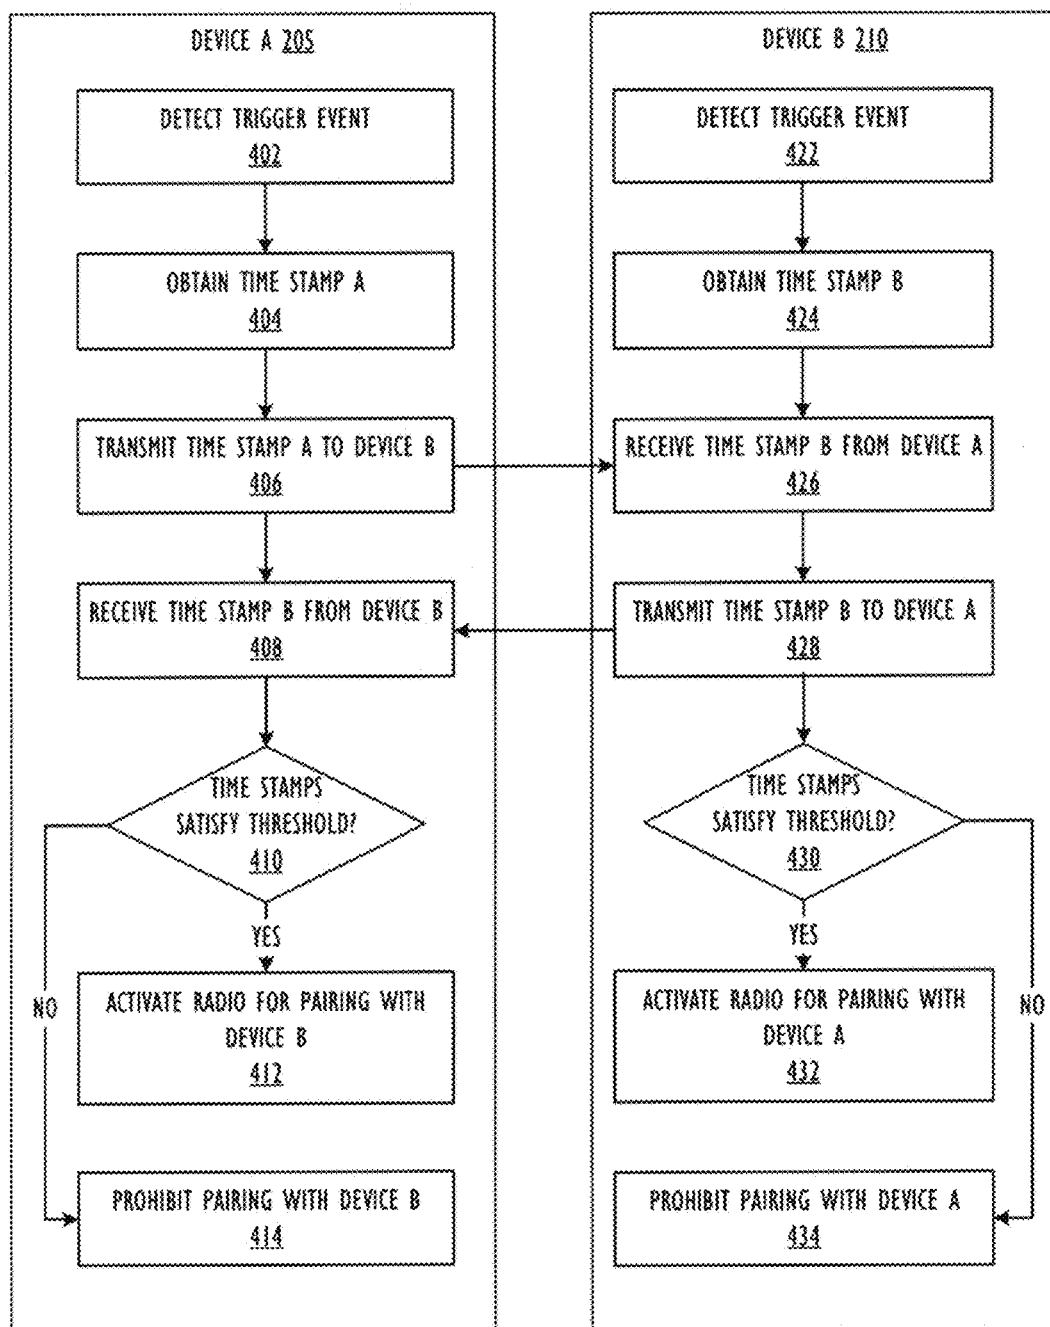 DEVICE A 205
DETECT TRIGGER EVENT
402
OBTAIN TIME STAMP A
404
TRANSMIT TIME STAMP A TO DEVICE B
406
RECEIVE TIME STAMP B FROM DEVICE B
408
TIME STAMPS
SATISFY THRESHOLD?
410
YES
NO
ACTIVATE RADIO FOR PAIRING WITH
DEVICE B
412
PROHIBIT PAIRING WITH DEVICE B
414
DEVICE B 210
DETECT TRIGGER EVENT
422
OBTAIN TIME STAMP B
424
RECEIVE TIME STAMP B FROM DEVICE A
426
TRANSMIT TIME STAMP B TO DEVICE A
428
TIME STAMPS
SATISFY THRESHOLD?
430
YES
NO
ACTIVATE RADIO FOR PAIRING WITH
DEVICE A
432
PROHIBIT PAIRING WITH DEVICE A
434